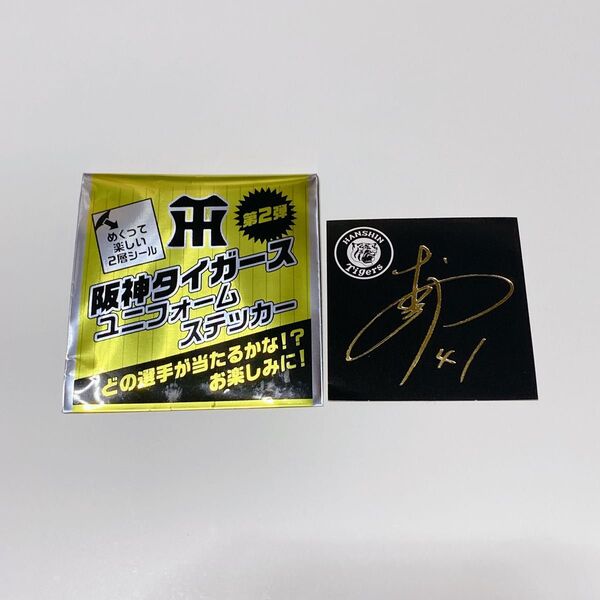 めくって
楽しい
2層シール
HT
第2弾
阪神タイガース
ユニフォーム
ステッカー
どの選手が当たるかな!?
お楽しみに!
HANSHIN
Tigers
41